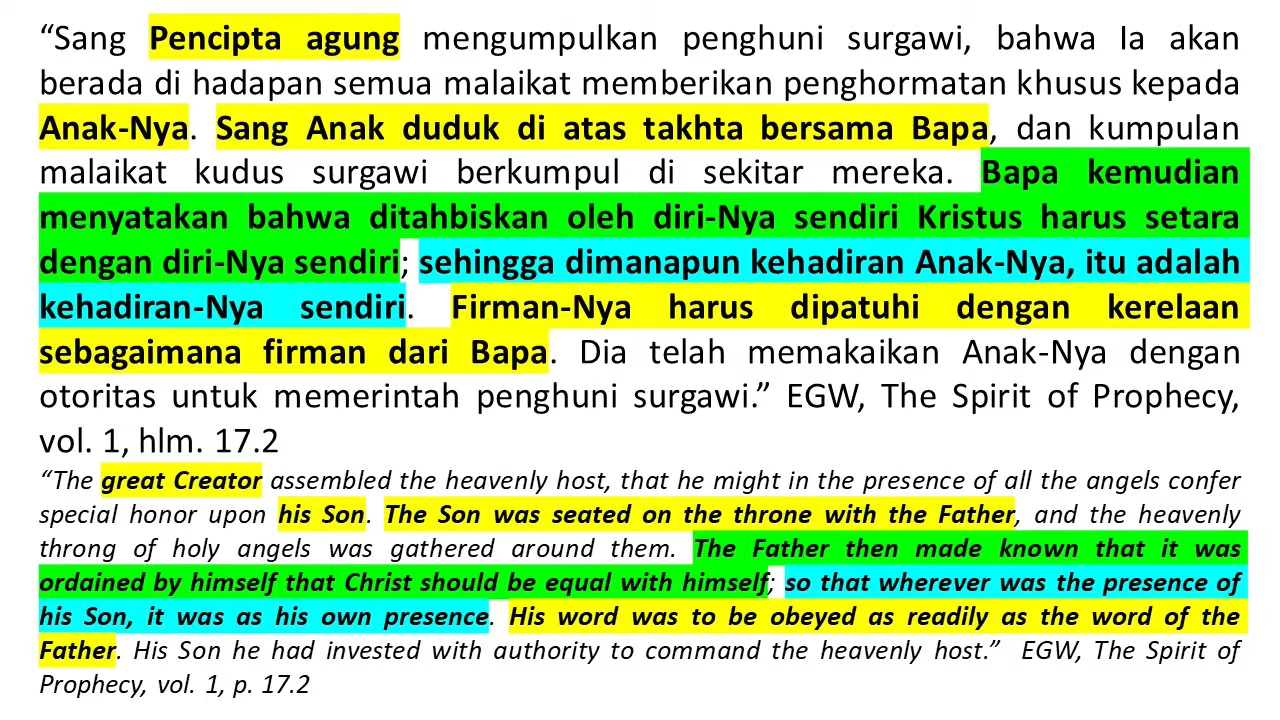 “Sang Pencipta agung mengumpulkan penghuni surgawi, bahwa Ia akan
berada di hadapan semua malaikat memberikan penghormatan khusus kepada
Anak-Nya. Sang Anak duduk di atas takhta bersama Bapa, dan kumpulan
malaikat kudus surgawi berkumpul di sekitar mereka. Bapa kemudian
menyatakan bahwa ditahbiskan oleh diri-Nya sendiri Kristus harus setara
dengan diri-Nya sendiri; sehingga dimanapun kehadiran Anak-Nya, itu adalah
kehadiran-Nya sendiri. Firman-Nya harus dipatuhi dengan kerelaan
sebagaimana firman dari Bapa. Dia telah memakaikan Anak-Nya dengan
otoritas untuk memerintah penghuni surgawi.” EGW, The Spirit of Prophecy,
vol. 1, hlm. 17.2
“The great Creator assembled the heavenly host, that he might in the presence of all the angels confer
special honor upon his Son. The Son was seated on the throne with the Father, and the heavenly
throng of holy angels was gathered around them. The Father then made known that it was
ordained by himself that Christ should be equal with himself; so that wherever was the presence of
his Son, it was as his own presence. His word was to be obeyed as readily as the word of the
Father. His Son he had invested with authority to command the heavenly host.” EGW, The Spirit of
Prophecy, vol. 1, p. 17.2